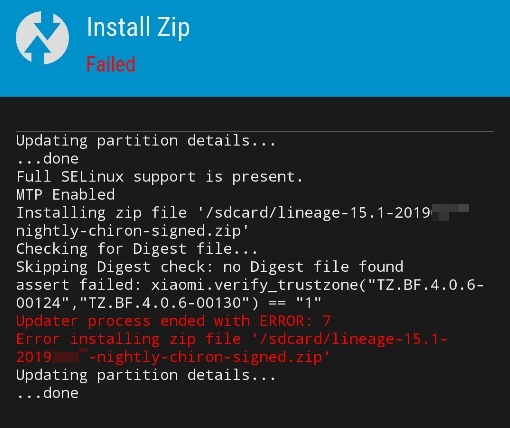 Install Zip
Failed
Updating partition details...
...done
Full SELinux support is present.
MTP Enabled
Installing zip file '/sdcard/lineage-15.1-2019
nightly-chiron-signed.zip'
Checking for Digest file...
Skipping Digest check: no Digest file found
assert failed: xiaomi.verify_trustzone("TZ.BF.4.0.6-
00124","TZ.BF.4.0.6-00130") == "1"
Updater process ended with ERROR: 7
Error installing zip file '/sdcard/lineage-15.1-
2019 -nightly-chiron-signed.zip'
Updating partition details...
...done